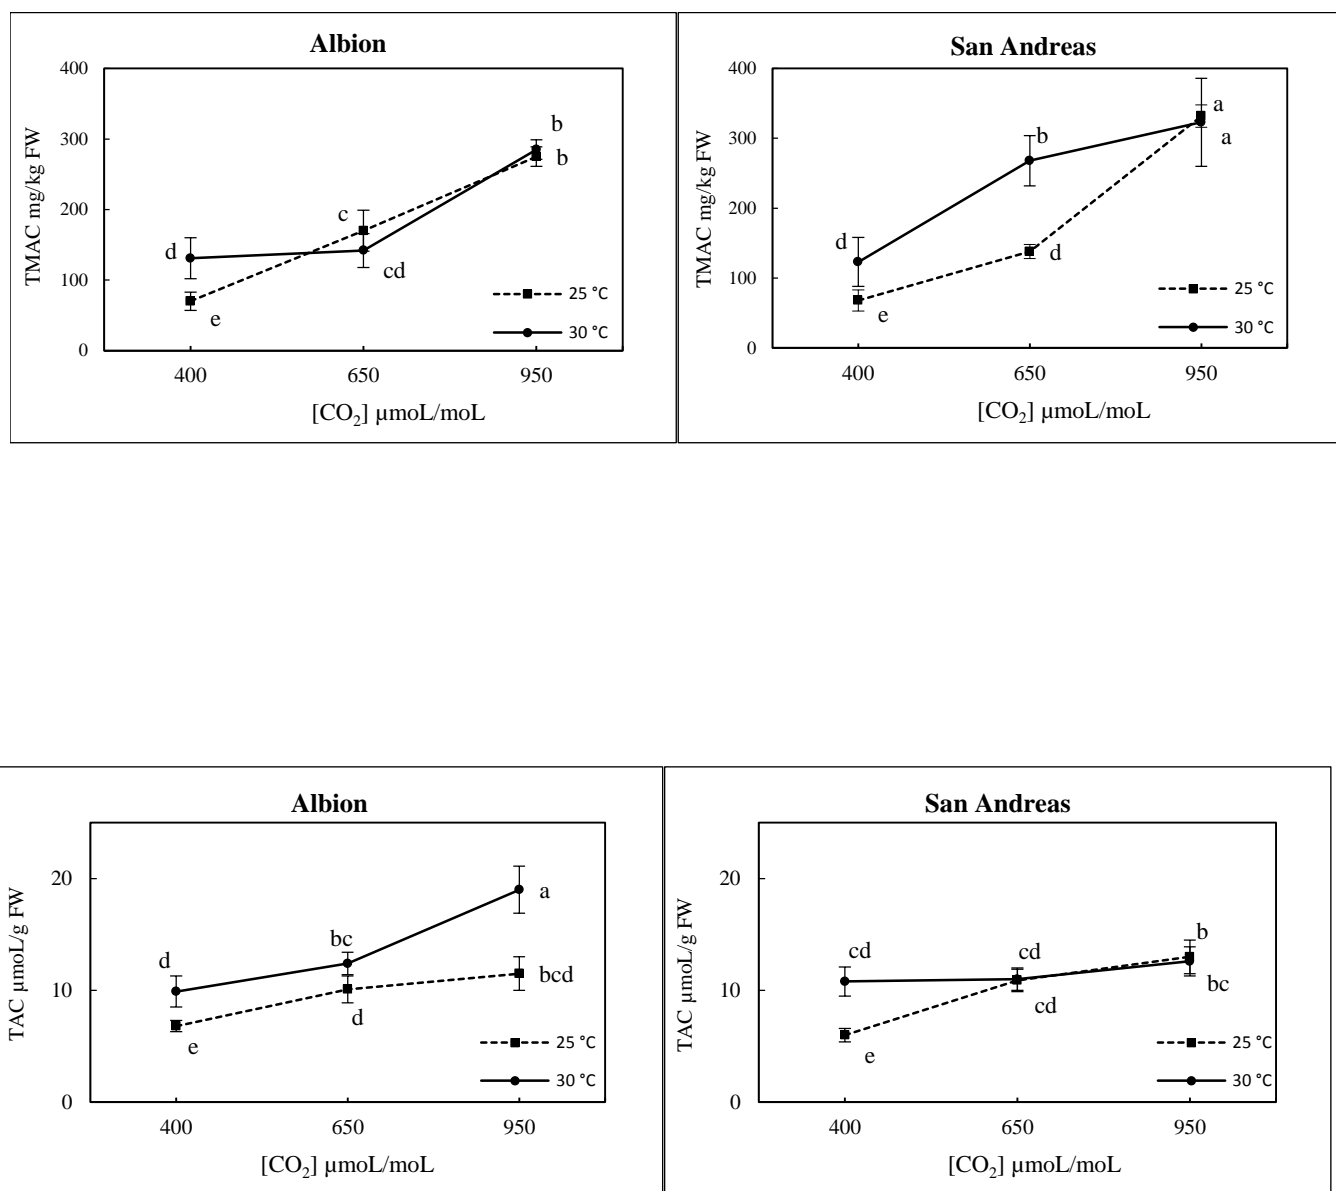 Albion
TMAC mg/kg FW
400
300
200
100
0
d
e
c
cd
b
b
25 °C
30 °C
400 650 950
[CO₂] µmoL/moL
San Andreas
TMAC mg/kg FW
400
300
200
100
0
d
e
b
d
a
a
25 °C
30 °C
400 650 950
[CO₂] µmoL/moL
Albion
TAC µmoL/g FW
20
10
0
d
e
bc
d
a
bcd
25 °C
30 °C
400 650 950
[CO₂] µmoL/moL
San Andreas
TAC µmoL/g FW
20
10
0
cd
e
cd
cd
b
bc
25 °C
30 °C
400 650 950
[CO₂] µmoL/moL